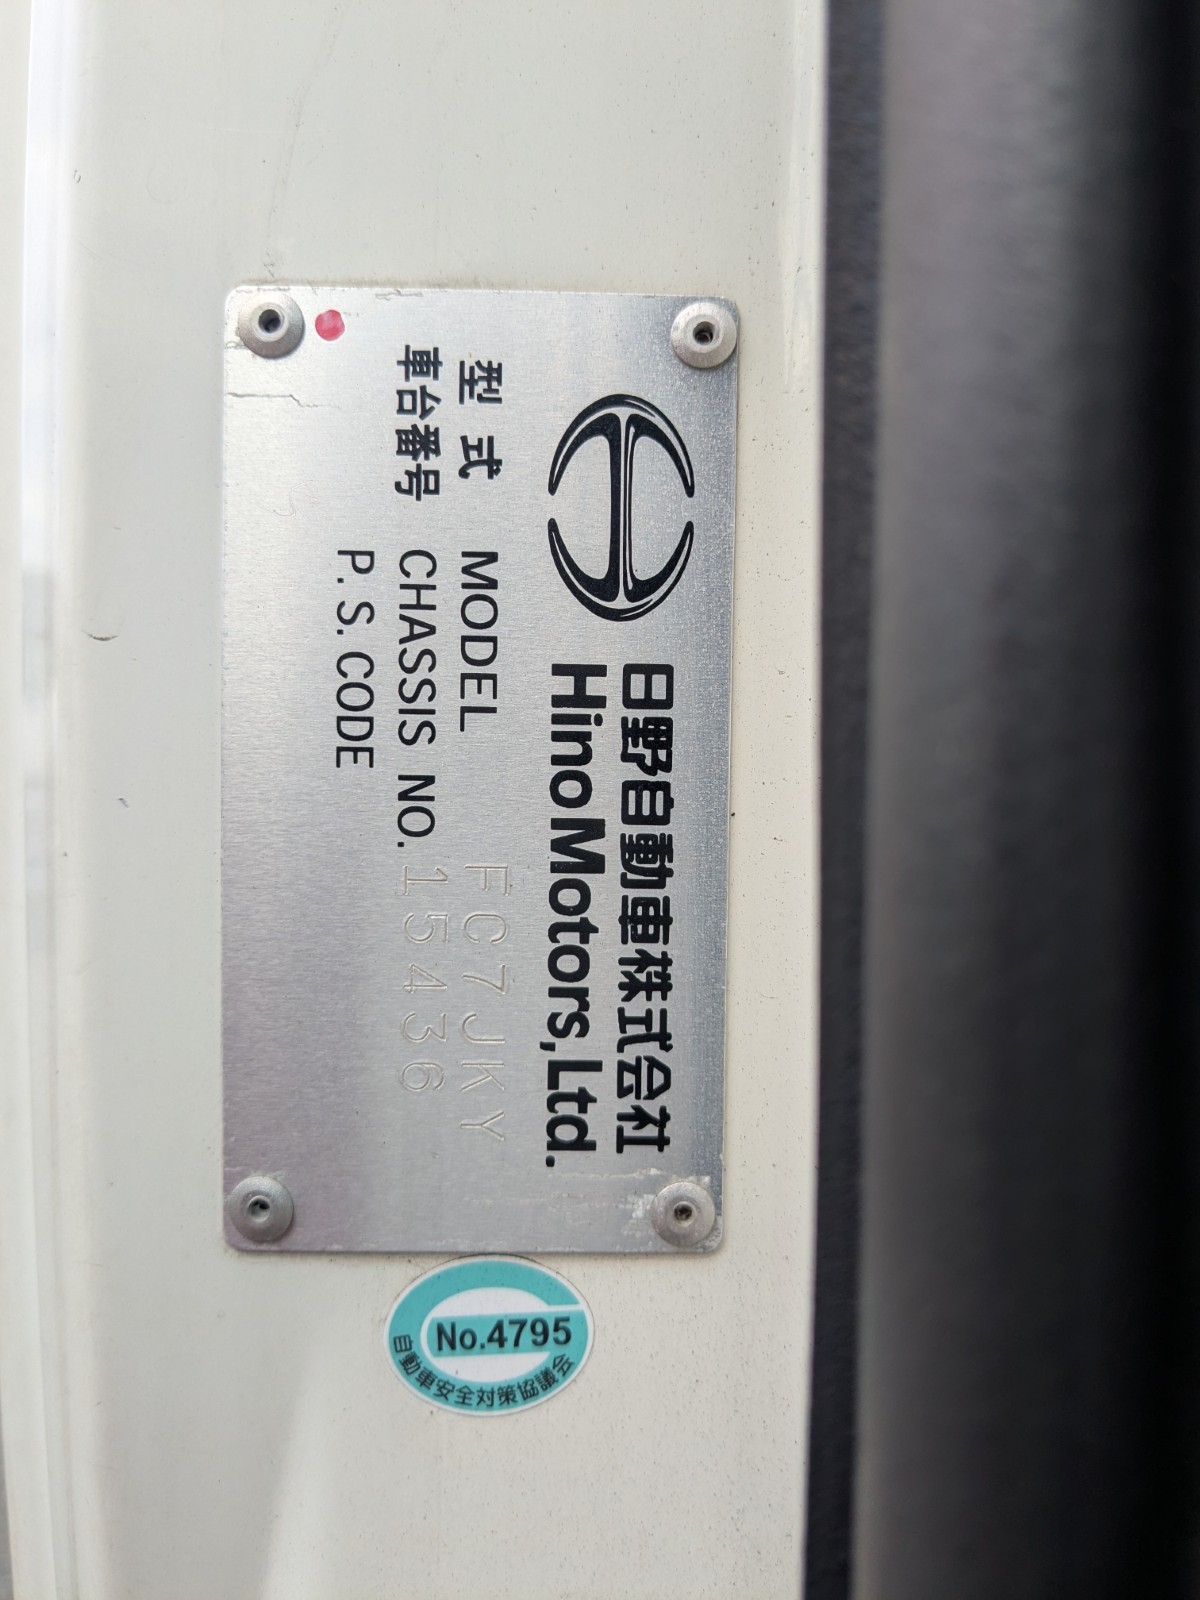 日野自動車株式会社
Hino Motors, Ltd.
型式 MODEL FC7JKY
車台番号 CHASSIS NO. 15436
P.S. CODE
No.4795
自動車安全対策協議会